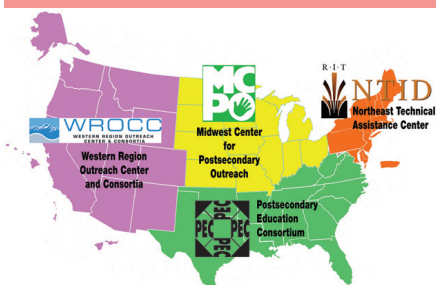 WROCC
WESTERN REGION OUTREACH
CENTER & CONSORTIA
Western Region
Outreach Center
and Consortia
MC
PO
Midwest Center
for
Postsecondary
Outreach
R·I·T
NTID
Northeast Technical
Assistance Center
PEC
PEC
PEC
PEC
Postsecondary
Education
Consortium